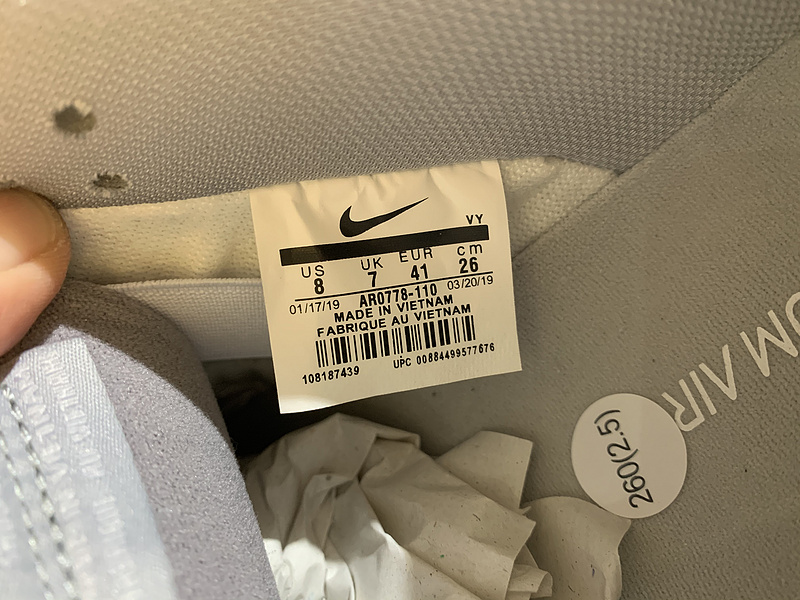 VY
US UK EUR cm
8 7 41 26
01/17/19 AR0778-110 03/20/19
MADE IN VIETNAM
FABRIQUE AU VIETNAM
108187439 UPC 00884499577676
UM AIR
260(2.5)